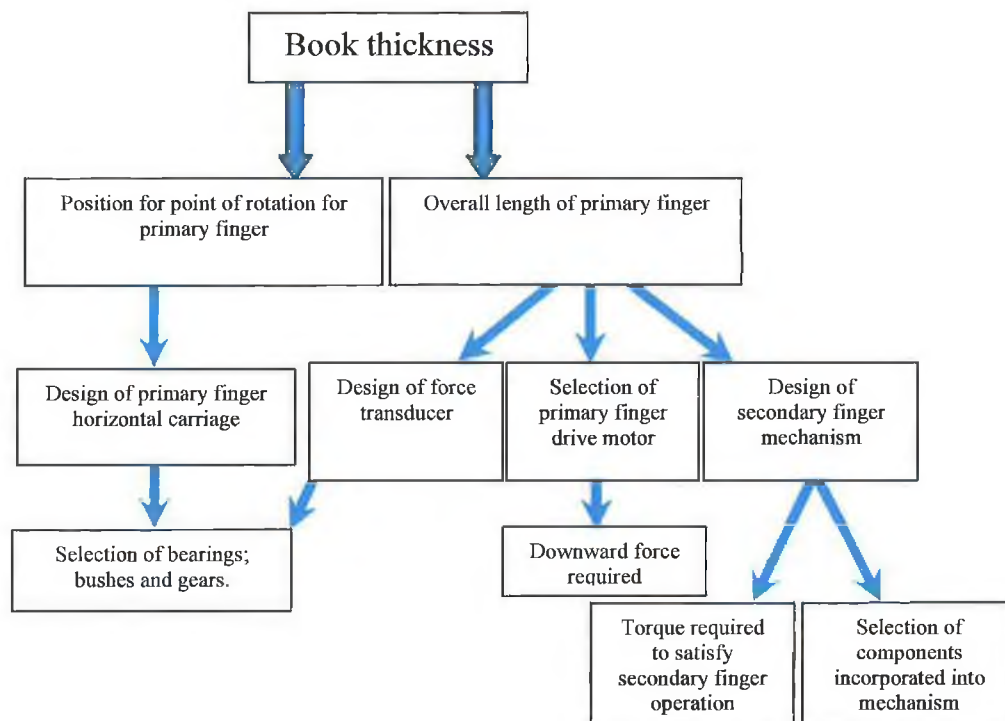 Book thickness
Position for point of rotation for
primary finger
Overall length of primary finger
Design of primary finger
horizontal carriage
Design of force
transducer
Selection of
primary finger
drive motor
Design of
secondary finger
mechanism
Selection of bearings;
bushes and gears.
Downward force
required
Torque required
to satisfy
secondary finger
operation
Selection of
components
incorporated into
mechanism